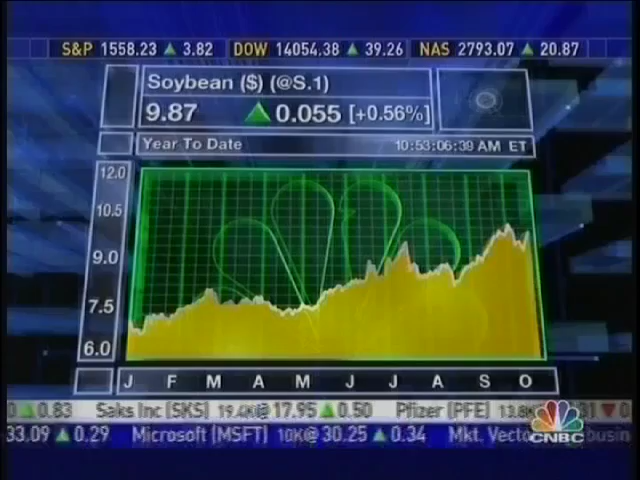 S&P 1558.23 ▲ 3.82 DOW 14054.38 ▲ 39.26 NAS 2793.07 ▲ 20.87
Soybean ($) (@S.1)
9.87 ▲ 0.055 [+0.56%]
Year To Date 10:53:06:39 AM ET
12.0
10.5
9.0
7.5
6.0
J F M A M J J A S O
0 ▲ 0.83 Saks Inc (SKS) 19.4K@ 17.95 ▲ 0.50 Pfizer (PFE)
CNBC
33.09 ▲ 0.29 Microsoft (MSFT) 10K@ 30.25 ▲ 0.34 Mkt.